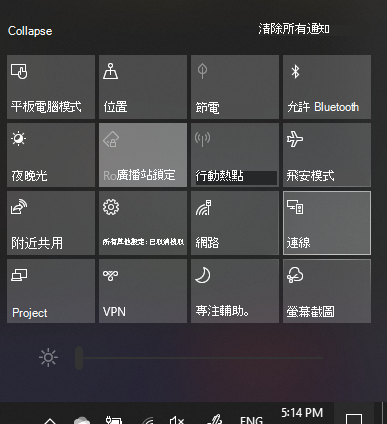 Collapse
清除所有通知
平板電腦模式
位置
節電
允許 Bluetooth
夜晚光
Ro廣播站鎖定
行動熱點
飛安模式
附近共用
所有其他設定: 已取消擷取
網路
連線
Project
VPN
專注輔助。
螢幕截圖
ENG
5:14 PM